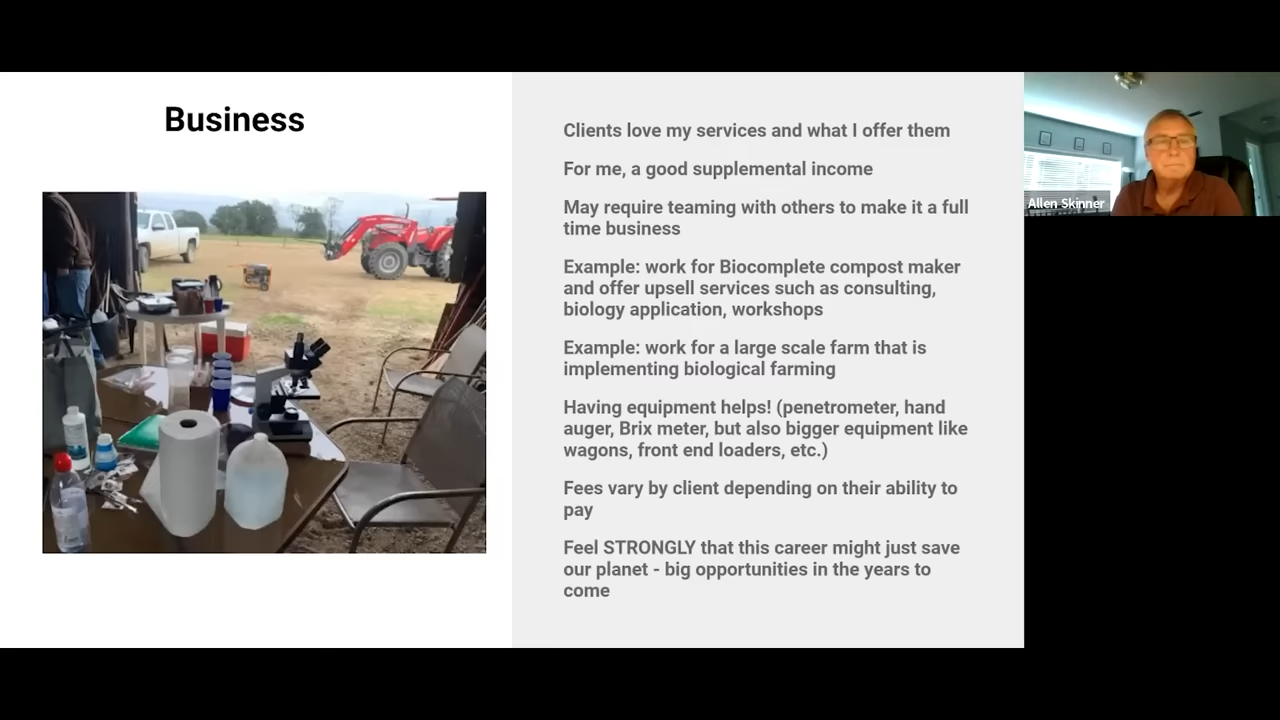 Business
Clients love my services and what I offer them
For me, a good supplemental income
May require teaming with others to make it a full
time business
Example: work for Biocomplete compost maker
and offer upsell services such as consulting,
biology application, workshops
Example: work for a large scale farm that is
implementing biological farming
Having equipment helps! (penetrometer, hand
auger, Brix meter, but also bigger equipment like
wagons, front end loaders, etc.)
Fees vary by client depending on their ability to
pay
Feel STRONGLY that this career might just save
our planet - big opportunities in the years to
come
Allen Skinner